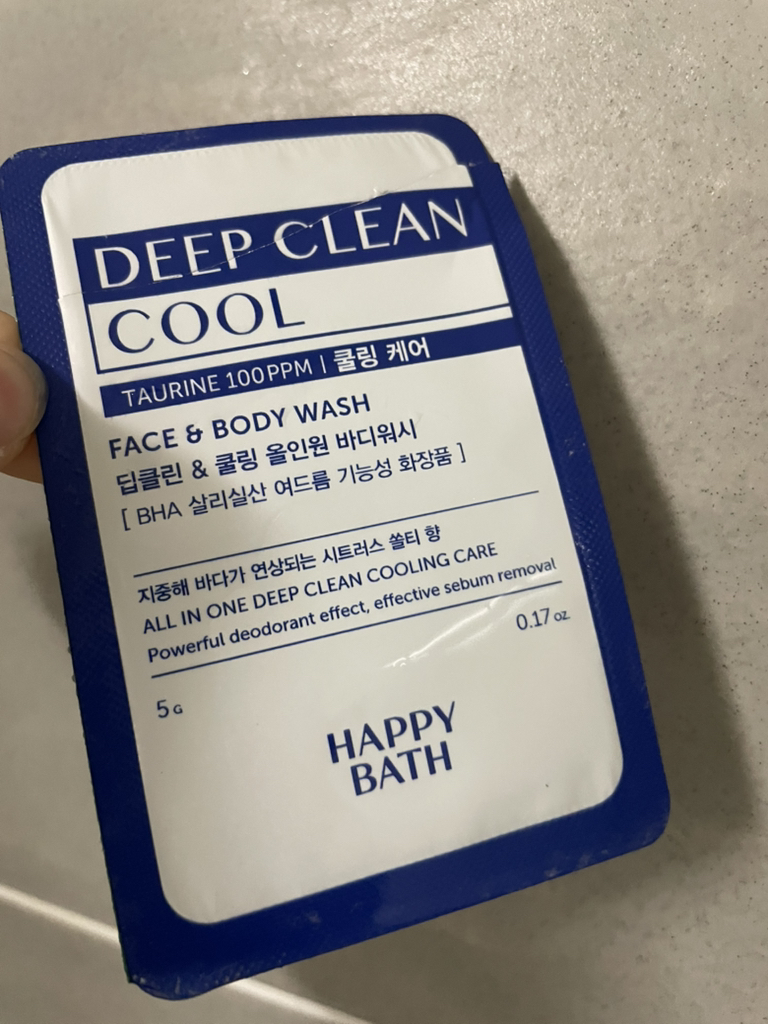 DEEP CLEAN
COOL
TAURINE 100PPM | 쿨링 케어
FACE & BODY WASH
딥클린 & 쿨링 올인원 바디워시
[ BHA 살리실산 여드름 기능성 화장품 ]
지중해 바다가 연상되는 시트러스 쏠티 향
ALL IN ONE DEEP CLEAN COOLING CARE
Powerful deodorant effect, effective sebum removal
5G
0.17 oz.
HAPPY
BATH